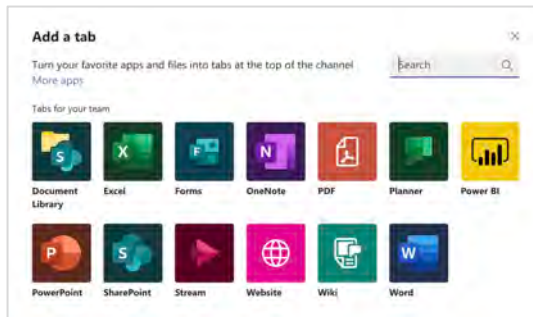 Add a tab
Turn your favorite apps and files into tabs at the top of the channel
Search
More apps
Tabs for your team
Document Library
Excel
Forms
OneNote
PDF
Planner
Power BI
PowerPoint
SharePoint
Stream
Website
Wiki
Word